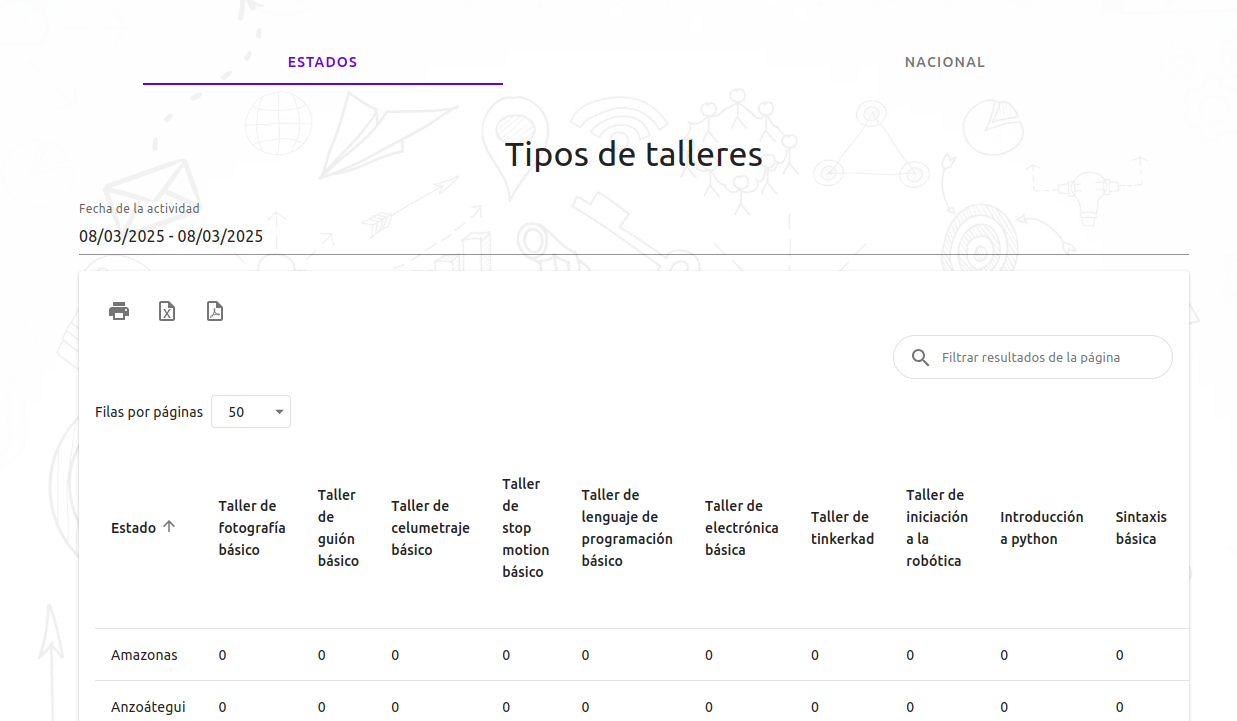 ESTADOS
NACIONAL
Tipos de talleres
Fecha de la actividad
08/03/2025 - 08/03/2025
Filtrar resultados de la página
Filas por páginas 50
Estado
Taller de
fotografía
básico
Taller
de
guión
básico
Taller de
celumetraje
básico
Taller
de
stop
motion
básico
Taller de
lenguaje de
programación
básico
Taller de
electrónica
básica
Taller de
tinkerkad
Taller de
iniciación
a la
robótica
Introducción
a python
Sintaxis
básica
Amazonas 0 0 0 0 0 0 0 0 0 0
Anzoátegui 0 0 0 0 0 0 0 0 0 0